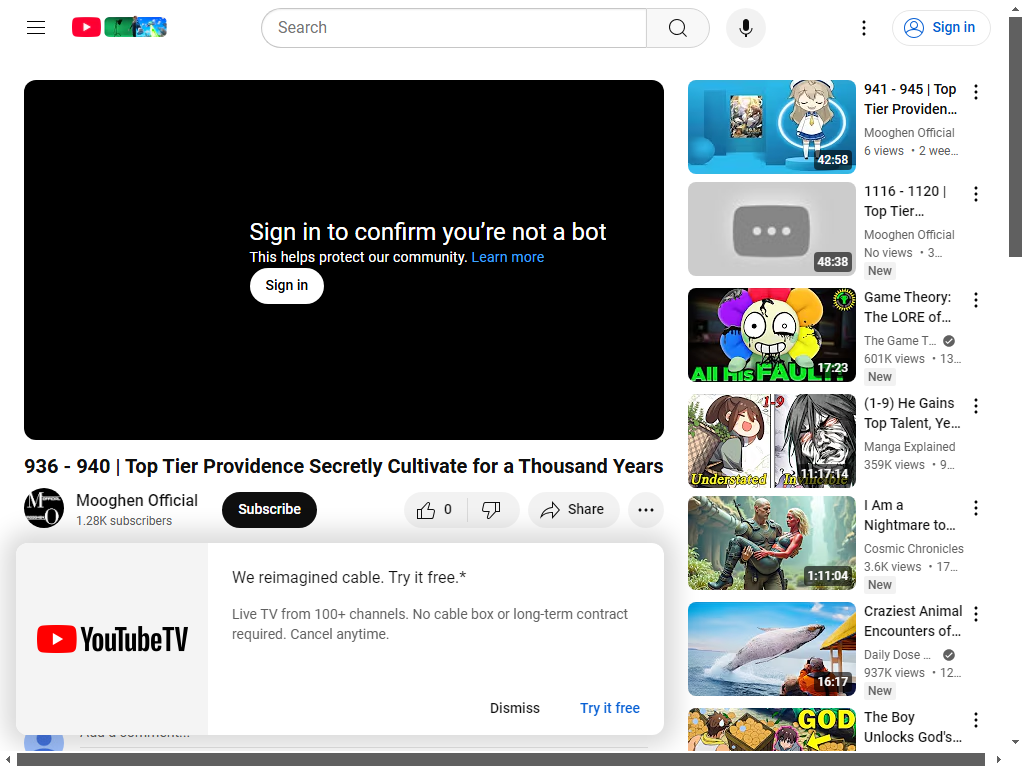 Search
Sign in
Sign in to confirm you’re not a bot
This helps protect our community. Learn more
Sign in
936 - 940 | Top Tier Providence Secretly Cultivate for a Thousand Years
Mooghen Official
1.28K subscribers
Subscribe
0
Share
We reimagined cable. Try it free.*
Live TV from 100+ channels. No cable box or long-term contract
required. Cancel anytime.
YouTubeTV
Dismiss
Try it free
Add a comment...
941 - 945 | Top
Tier Providen...
Mooghen Official
6 views • 2 wee...
42:58
1116 - 1120 |
Top Tier...
Mooghen Official
No views • 3...
New
48:38
Game Theory:
The LORE of...
The Game T...
601K views • 13...
New
All His FAULT!?
17:23
(1-9) He Gains
Top Talent, Ye...
Manga Explained
359K views • 9...
1-9
Understated
11:17:14
I Am a
Nightmare to...
Cosmic Chronicles
3.6K views • 17...
New
1:11:04
Craziest Animal
Encounters of...
Daily Dose ...
937K views • 12...
New
16:17
The Boy
Unlocks God's...
GOD